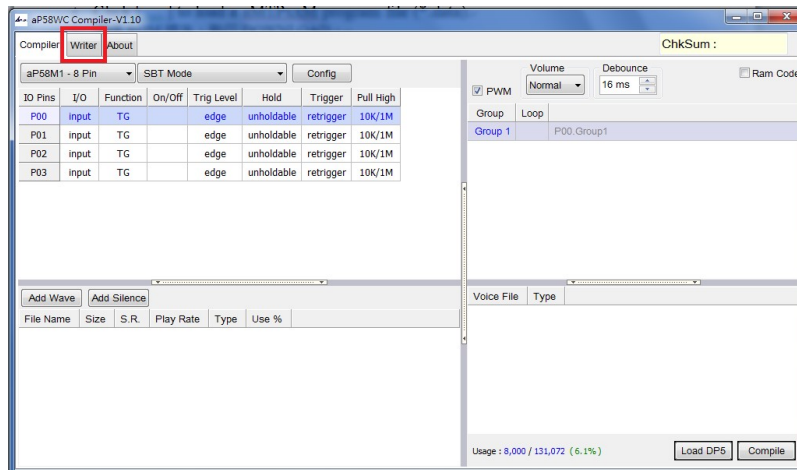 aP58WC Compiler-V1.10
Compiler Writer About
ChkSum :
aP68M1 - 8 Pin SBT Mode Config
IO Pins I/O Function On/Off Trig Level Hold Trigger Pull High
P00 input TG edge unholdable retrigger 10K/1M
P01 input TG edge unholdable retrigger 10K/1M
P02 input TG edge unholdable retrigger 10K/1M
P03 input TG edge unholdable retrigger 10K/1M
Volume Debounce
PWM Normal 16 ms Ram Code
Group Loop
Group 1 P00.Group1
Add Wave Add Silence
File Name Size S.R. Play Rate Type Use %
Voice File Type
Usage : 8,000 / 131,072 ( 6.1% )
Load DP5 Compile